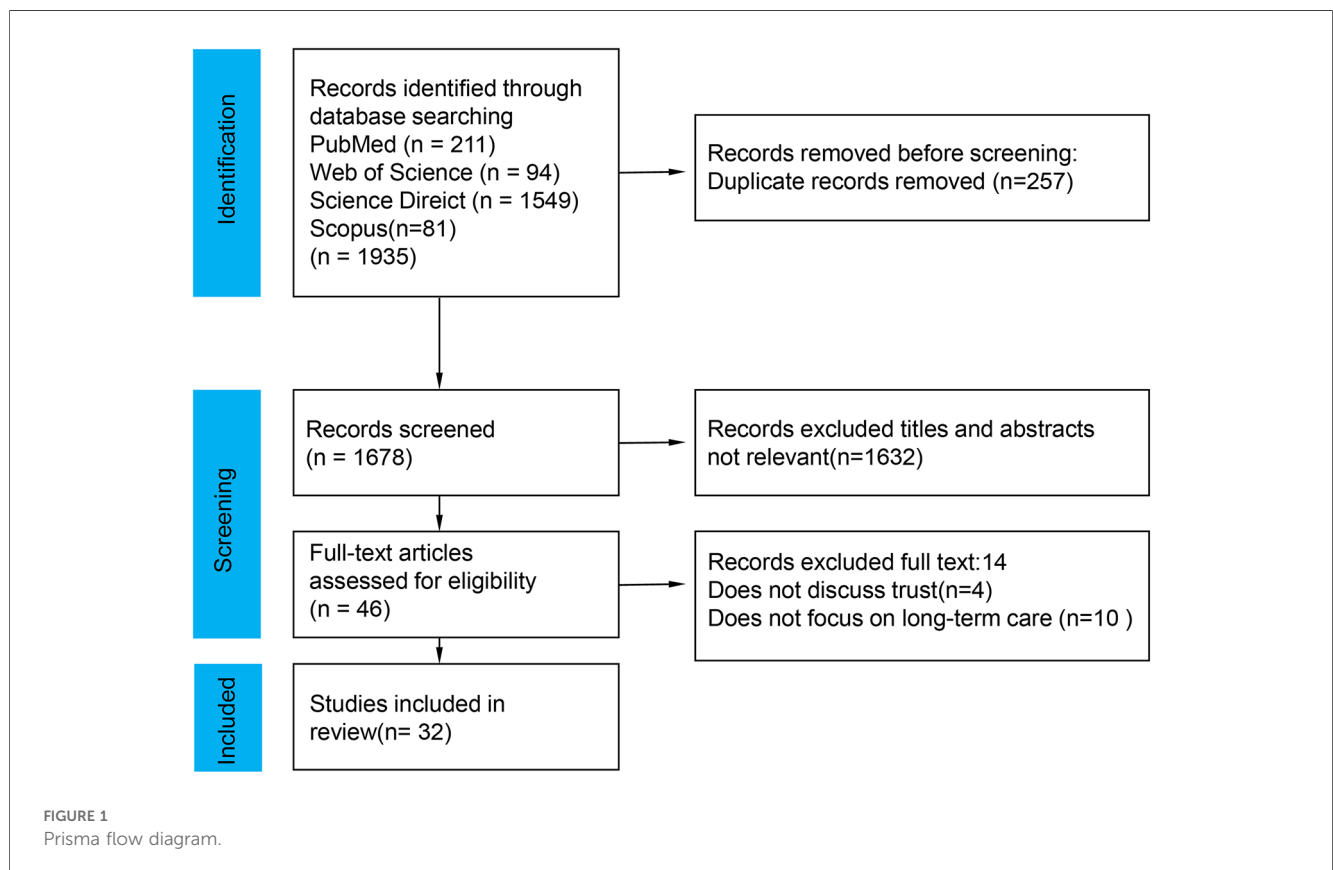 Identification
Records identified through
database searching
PubMed (n = 211)
Web of Science (n = 94)
Science Direict (n = 1549)
Scopus(n=81)
(n = 1935)
Records removed before screening:
Duplicate records removed (n=257)
Screening
Records screened
(n = 1678)
Records excluded titles and abstracts
not relevant(n=1632)
Full-text articles
assessed for eligibility
(n = 46)
Records excluded full text:14
Does not discuss trust(n=4)
Does not focus on long-term care (n=10 )
Included
Studies included in
review(n= 32)
FIGURE 1
Prisma flow diagram.